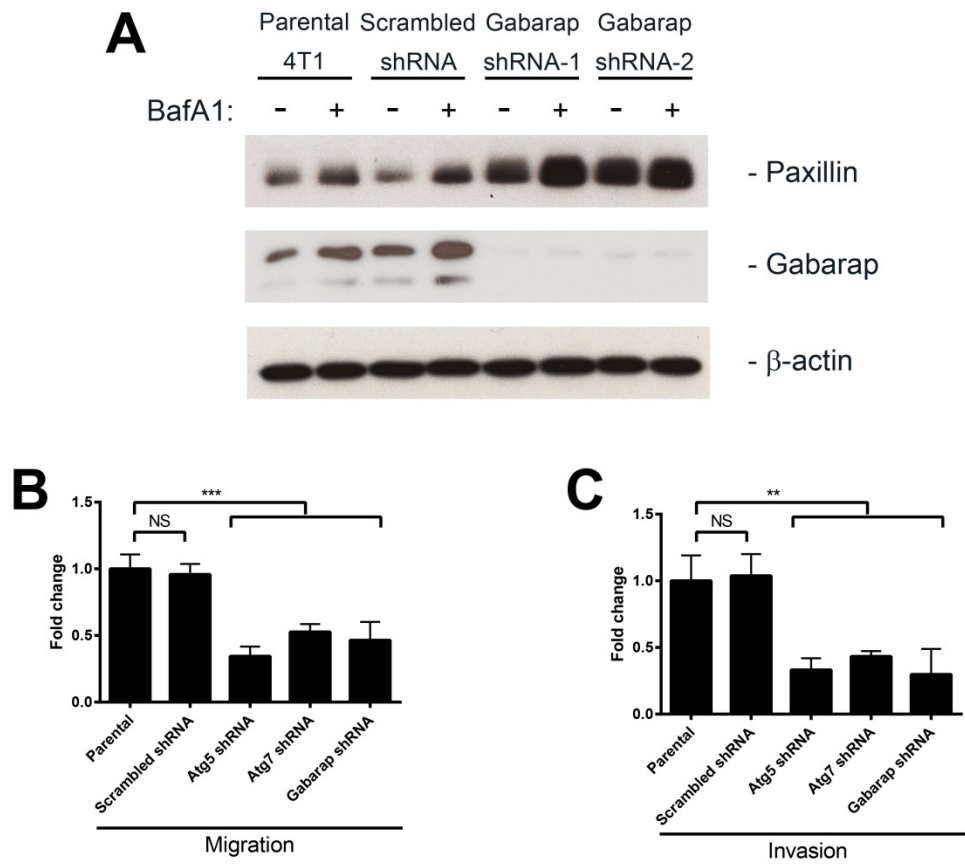 A
Parental Scrambled Gabarap Gabarap
4T1 shRNA shRNA-1 shRNA-2
BafA1: - + - + - + - +
- Paxillin
- Gabarap
- β-actin
B
***
NS
1.5
1.0
0.5
0.0
Fold change
Parental
Scrambled shRNA
Atg5 shRNA
Atg7 shRNA
Gabarap shRNA
Migration
C
**
NS
1.5
1.0
0.5
0.0
Fold change
Parental
Scrambled shRNA
Atg5 shRNA
Atg7 shRNA
Gabarap shRNA
Invasion